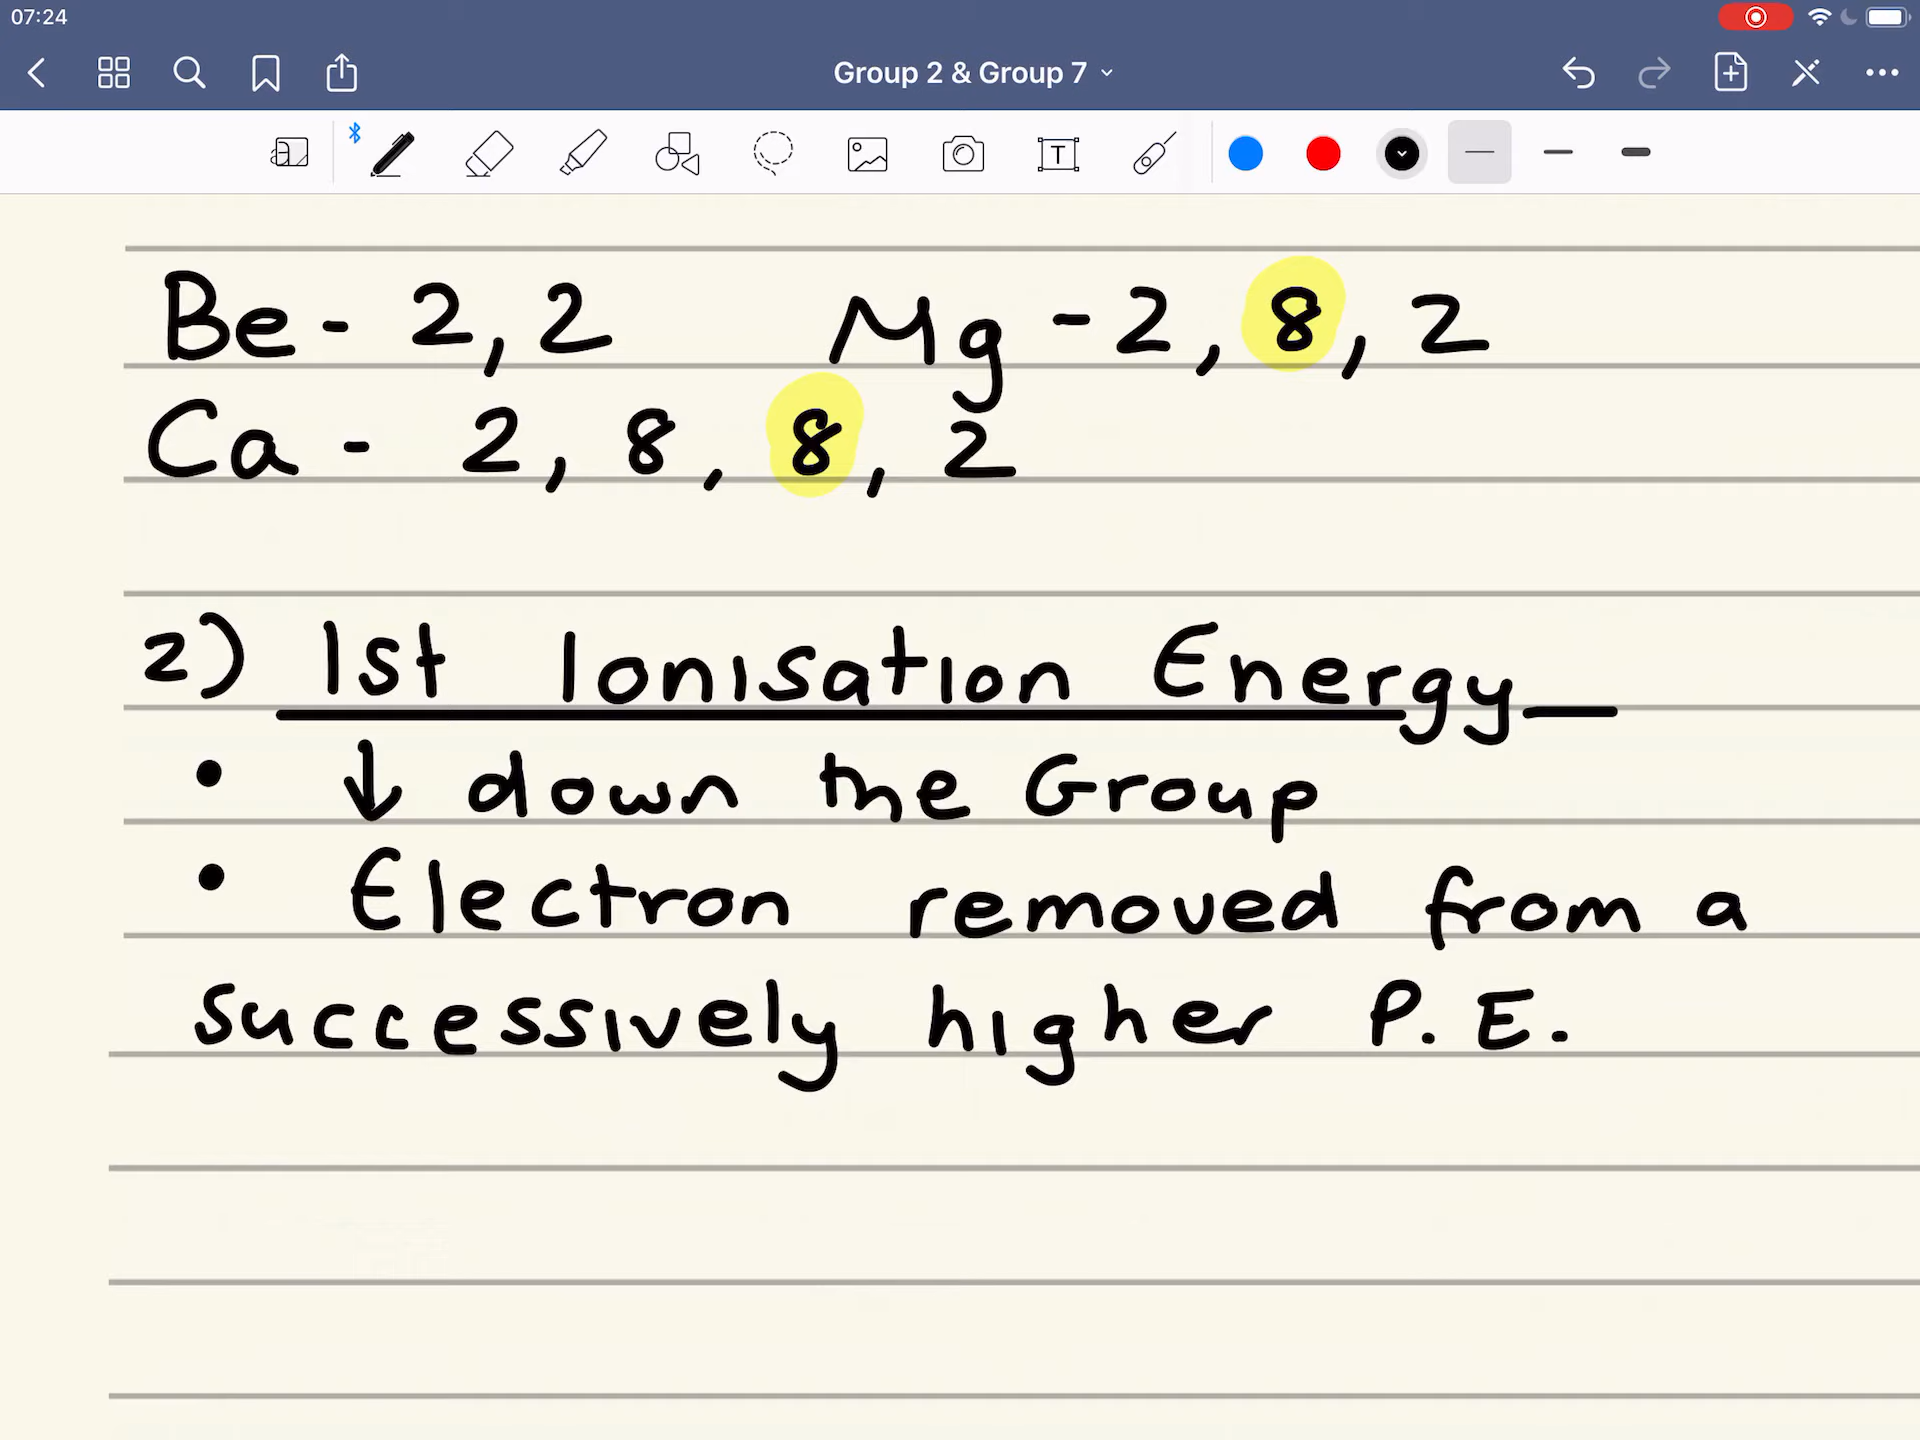 07:24
Group 2 & Group 7
T
Be - 2, 2 Mg - 2, 8, 2
Ca - 2, 8, 8, 2
2) 1st Ionisation Energy
• ↓ down the Group
• Electron removed from a
successively higher P.E.